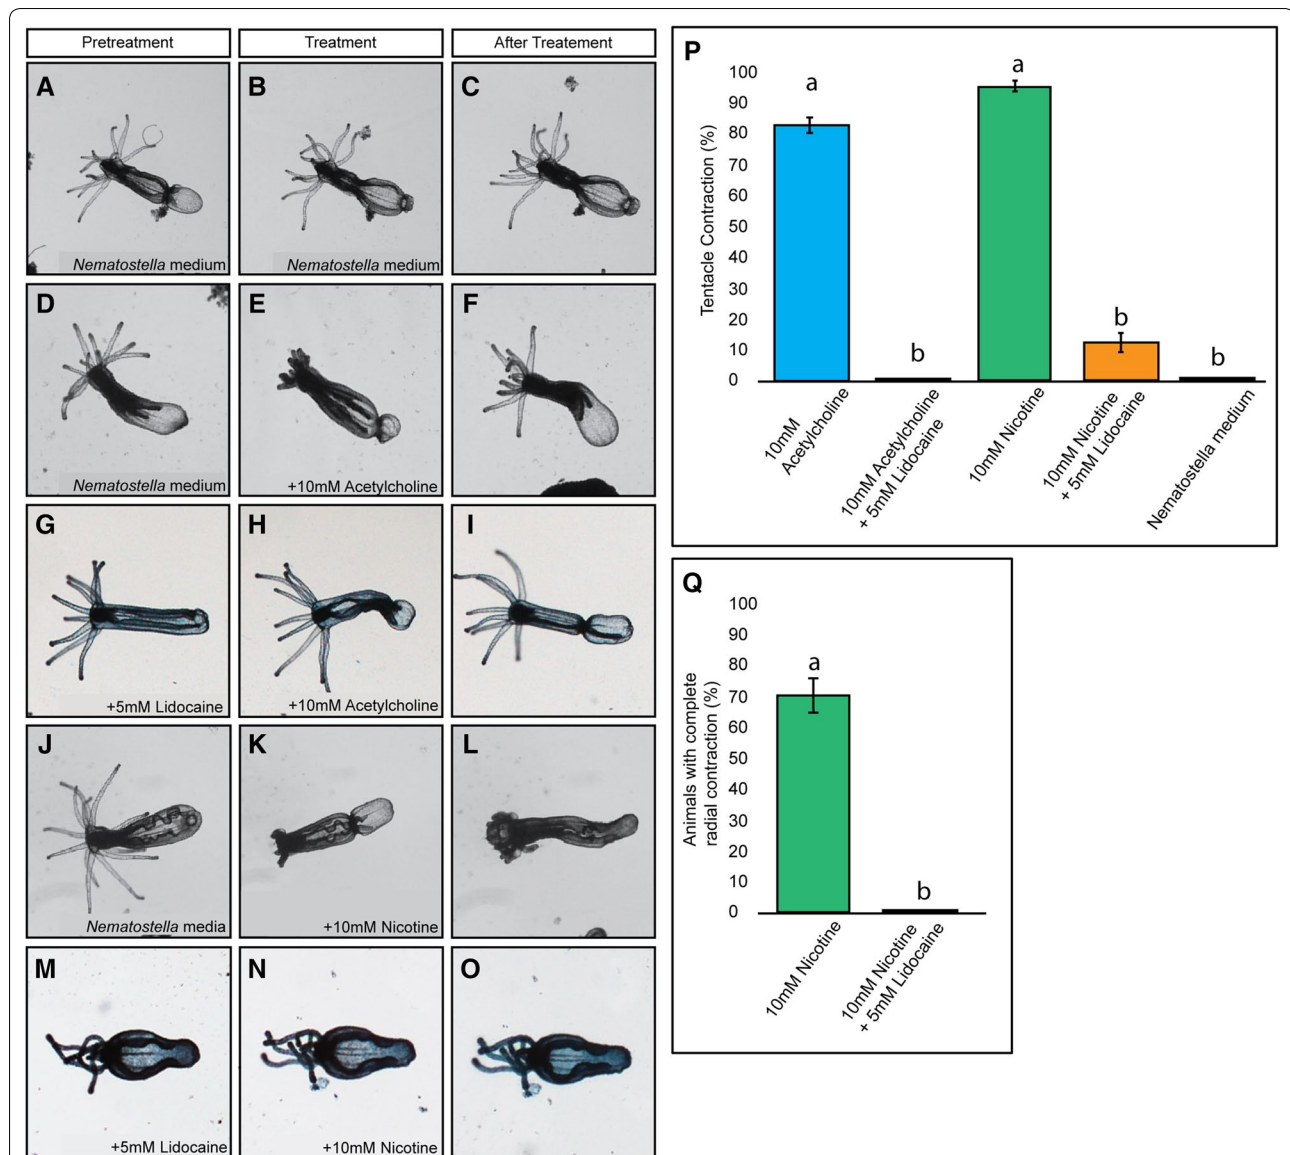 Pretreatment
Treatment
After Treatement
A
Nematostella medium
B
Nematostella medium
C
D
Nematostella medium
E
+10mM Acetylcholine
F
G
+5mM Lidocaine
H
+10mM Acetylcholine
I
J
Nematostella media
K
+10mM Nicotine
L
M
+5mM Lidocaine
N
+10mM Nicotine
O
P
Tentacle Contraction (%)
100
90
80
70
60
50
40
30
20
10
0
a
b
a
b
b
10mM
Acetylcholine
10mM Acetylcholine
+ 5mM Lidocaine
10mM Nicotine
10mM Nicotine
+ 5mM Lidocaine
Nematostella medium
Q
Animals with complete
radial contraction (%)
100
90
80
70
60
50
40
30
20
10
0
a
b
10mM Nicotine
10mM Nicotine
+ 5mM Lidocaine